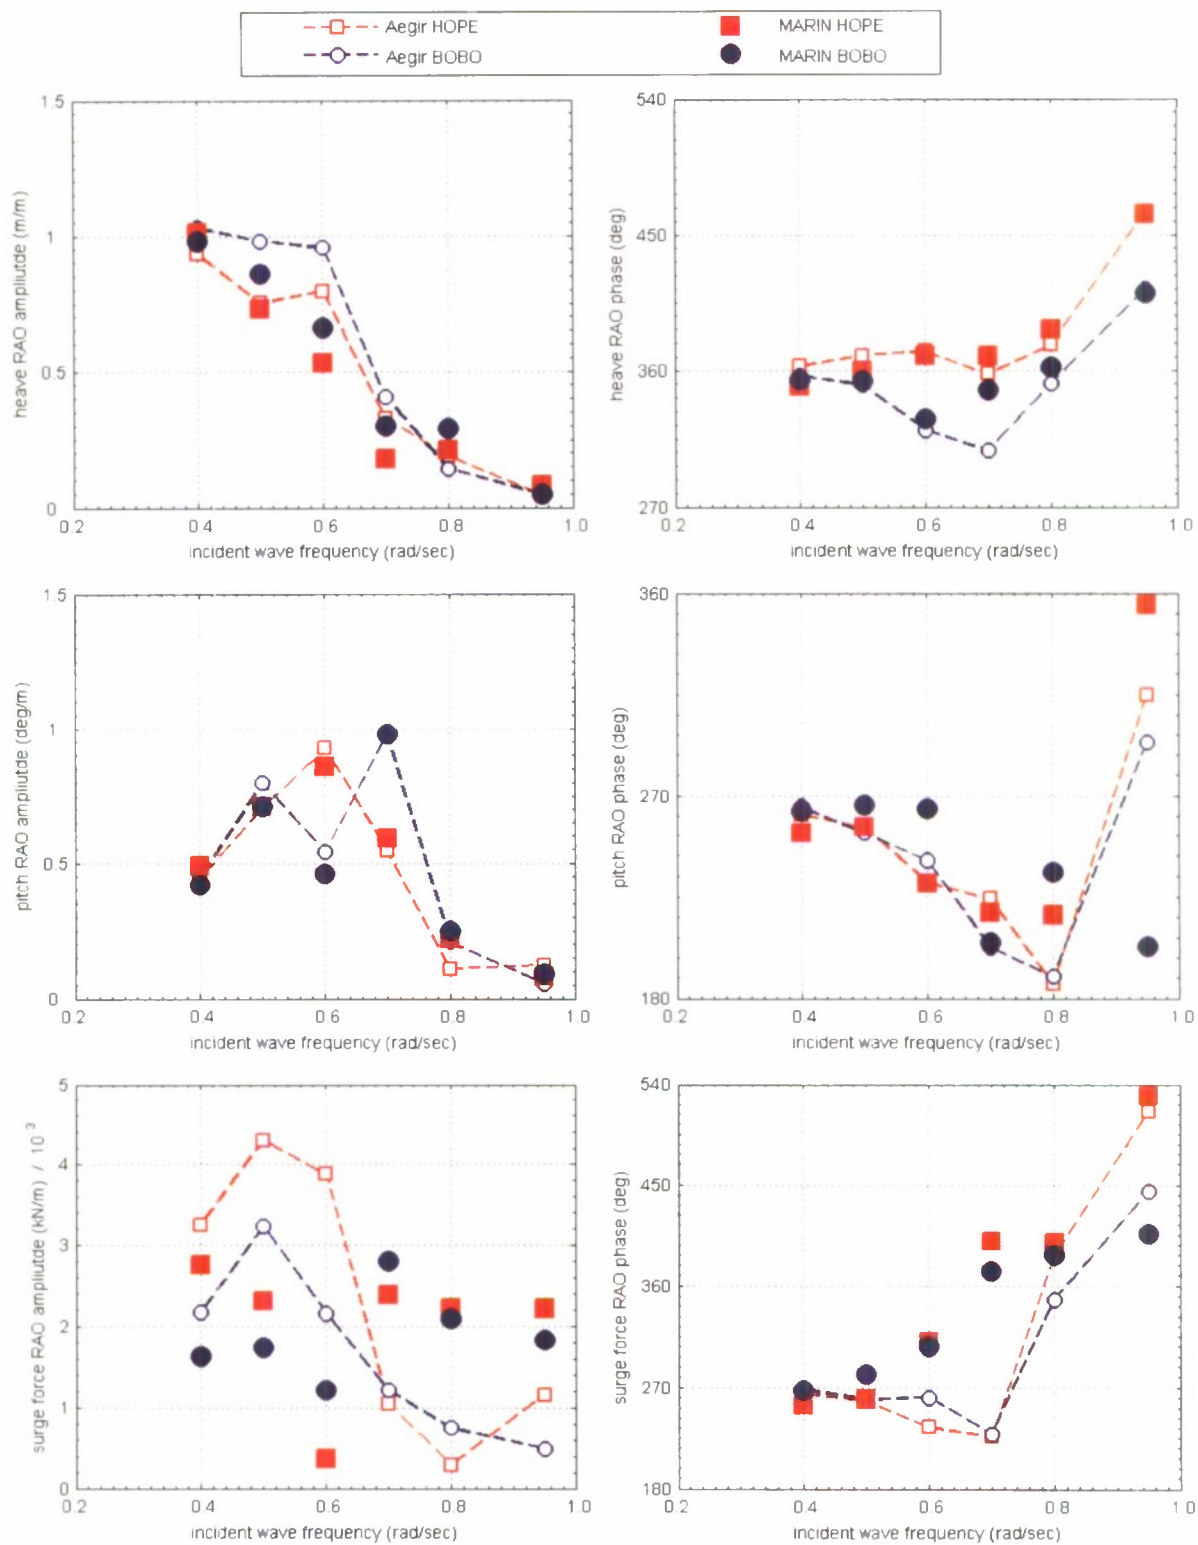 Aegir HOPE MARIN HOPE
Aegir BOBO MARIN BOBO
1.5
1
0.5
0
0.2 0.4 0.6 0.8 1.0
heave RAO ampliutde (m/m)
incident wave frequency (rad/sec)
540
450
360
270
0.2 0.4 0.6 0.8 1.0
heave RAO phase (deg)
incident wave frequency (rad/sec)
1.5
1
0.5
0
0.2 0.4 0.6 0.8 1.0
pitch RAO ampliutde (deg/m)
incident wave frequency (rad/sec)
360
270
180
0.2 0.4 0.6 0.8 1.0
pitch RAO phase (deg)
incident wave frequency (rad/sec)
5
4
3
2
1
0
0.2 0.4 0.6 0.8 1.0
surge force RAO ampliutde (kN/m) / 10^3
incident wave frequency (rad/sec)
540
450
360
270
180
0.2 0.4 0.6 0.8 1.0
surge force RAO phase (deg)
incident wave frequency (rad/sec)